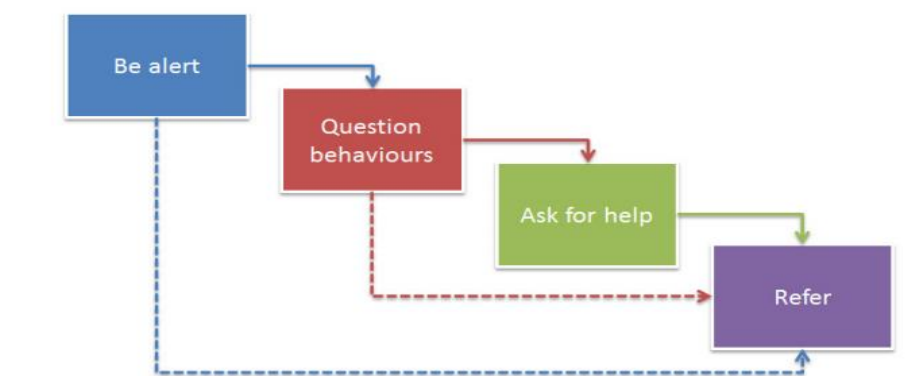 Be alert
Question
behaviours
Ask for help
Refer